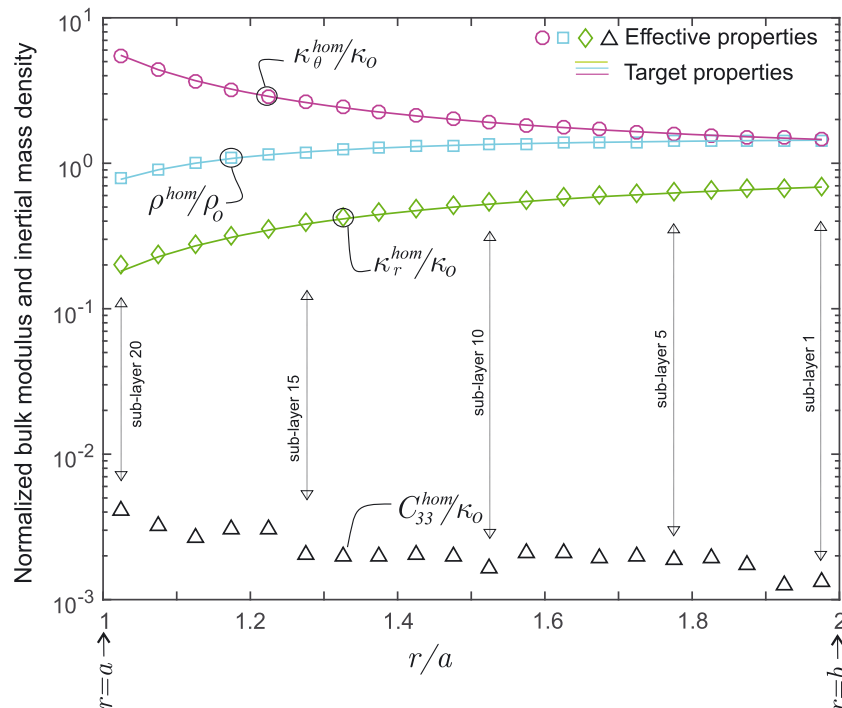 Normalized bulk modulus and inertial mass density
10^1
10^0
10^-1
10^-2
10^-3
κ_θ^hom/κ_o
Effective properties
Target properties
ρ^hom/ρ_o
κ_r^hom/κ_o
sub-layer 20
sub-layer 15
sub-layer 10
sub-layer 5
sub-layer 1
C_33^hom/κ_o
1
1.2
1.4
1.6
1.8
2
r/a
r=a
r=b